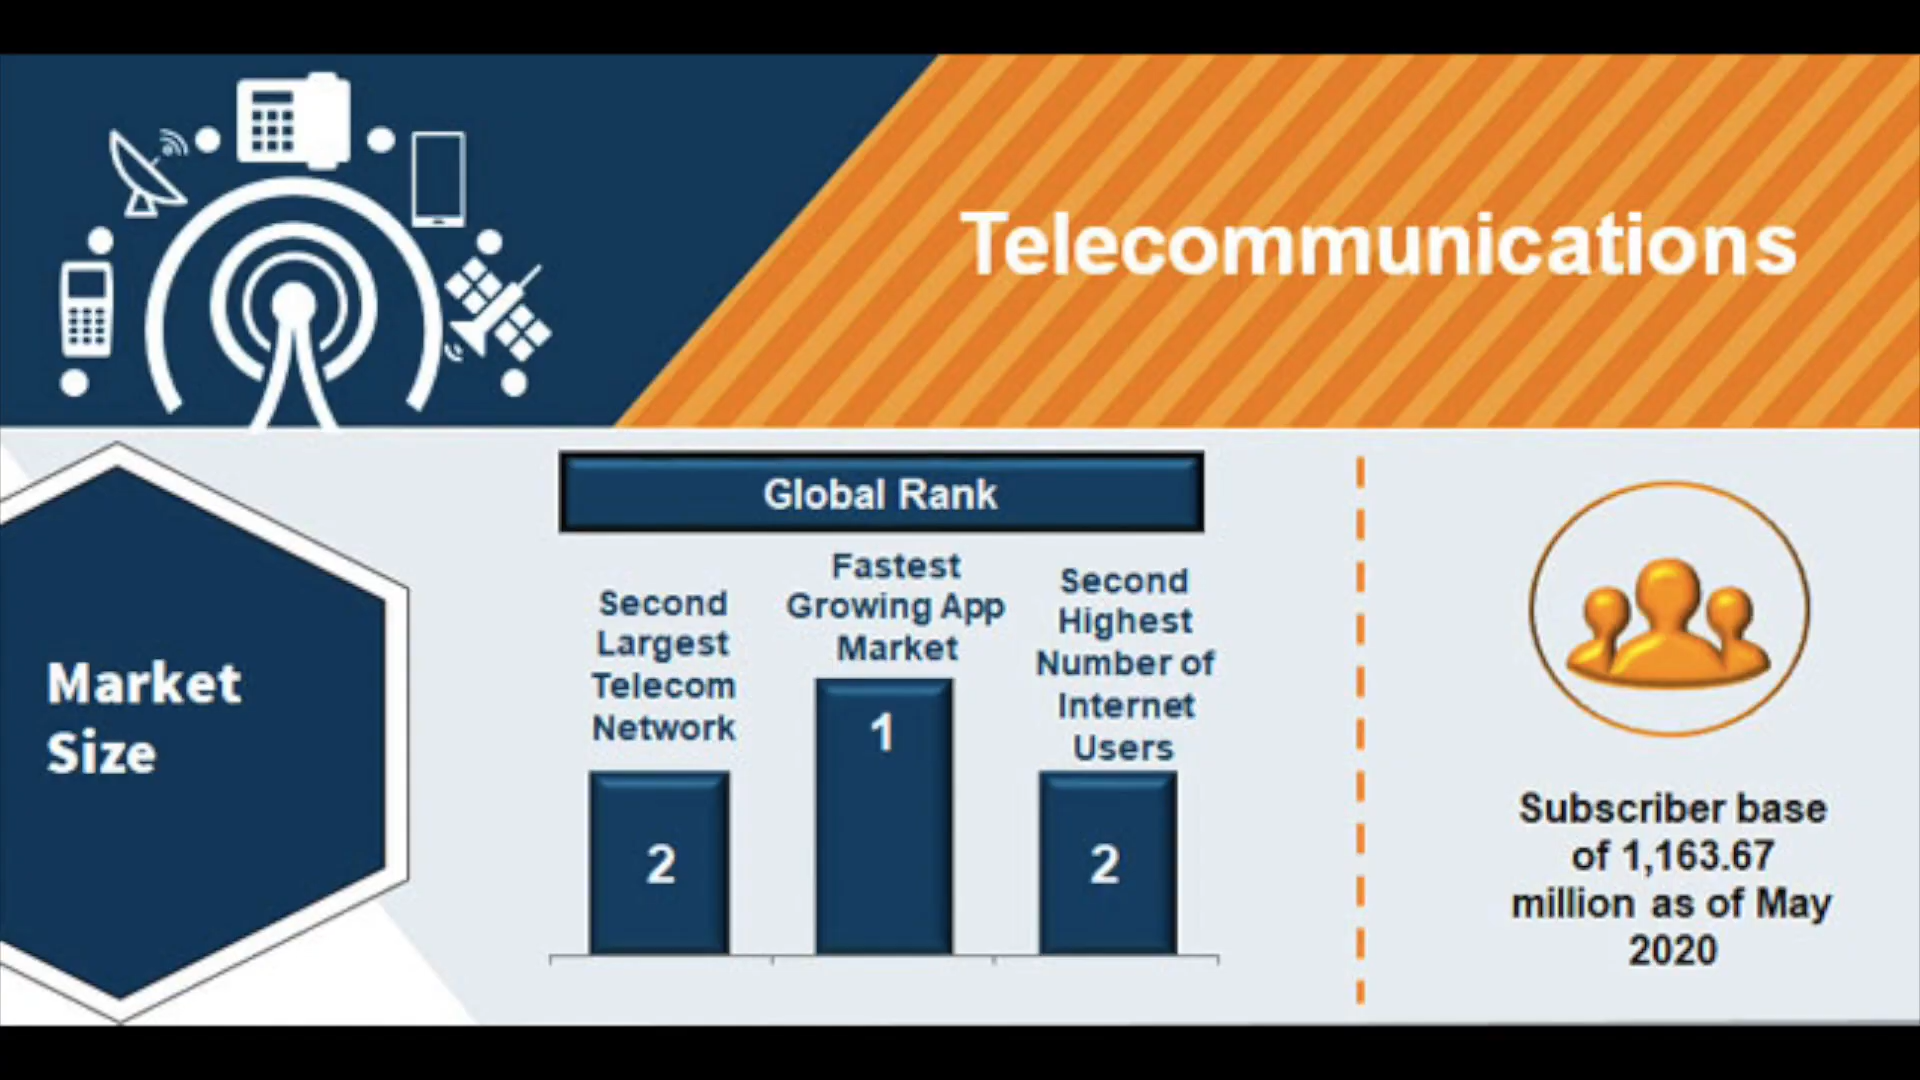 Telecommunications
Market
Size
Global Rank
Second
Largest
Telecom
Network
2
Fastest
Growing App
Market
1
Second
Highest
Number of
Internet
Users
2
Subscriber base
of 1,163.67
million as of May
2020